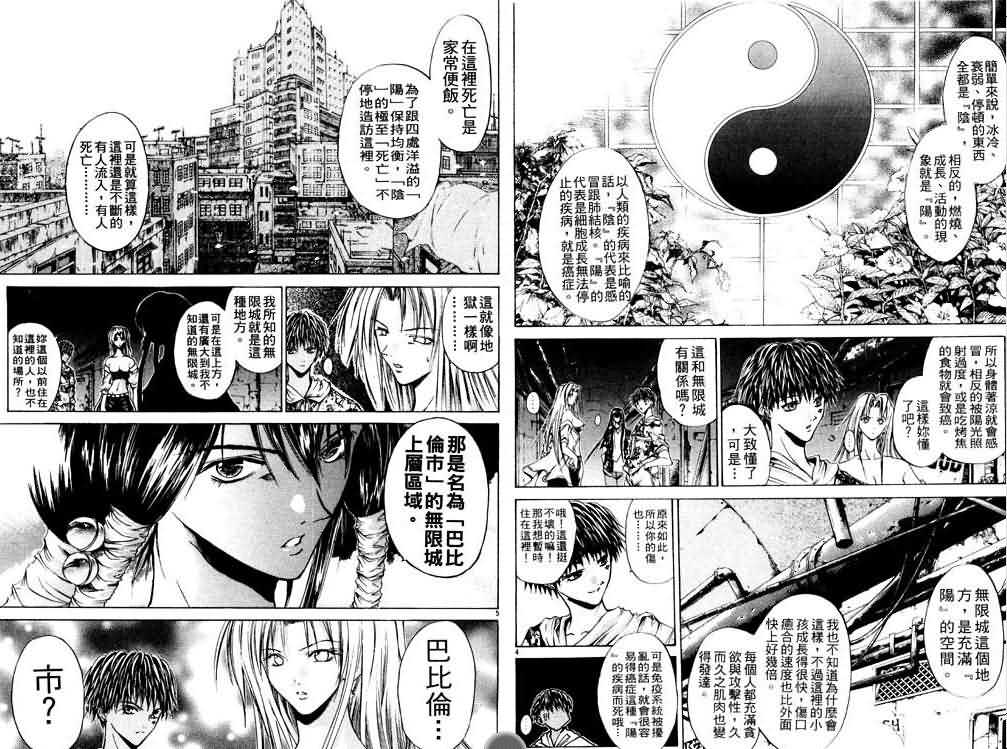 簡單來說，冰冷、
衰弱、停頓的東西
全都是『陰』，
相反的，燃燒、
成長、活動的現
象就是『陽』。
以人類的疾病來比喻的
話，『陰』的代表是感
冒跟肺結核。『陽』的
代表是細胞成長無法停
止的疾病，就是癌症。
所以身體著涼就會感
冒，相反的被陽光照
射過度，或是吃烤焦
的食物就會致癌。
這樣妳懂
了吧？
大致懂了
，可是…
這和無限城
有關係嗎？
無限城這個地
方，是充滿『
陽』的空間。
我也不知道為什麼會
這樣，不過這裡的小
孩成長得很快，傷口
癒合的速度也比外面
快上好幾倍。
每個人都充滿貪
欲與攻擊性，久
而久之肌肉也變
得發達。
原來如此，
所以你的傷
也……
哦！這還挺
不壞的嘛！
那我想暫時
住在這裡！
可是免疫系統被擾
亂的話，就會很容
易得癌症這種『陽
』的疾病而死哦。
4
在這裡死亡是
家常便飯。
為了跟四處洋溢的「
陽」保持均衡，「陰
」的極至「死亡」不
停地造訪這裡。
可是就算這樣，
這裡還是不斷的
有人流入，有人
死亡……
這就像地
獄一樣啊
……
我所知的無
限城就是這
種地方。
可是在這上方，
還有廣大到我不
知道的無限城。
妳這個以前住在
這裡的人，也不
知道的場所？
那是名為「巴比
倫市」的無限城
上層區域。
5
巴比倫…
市？